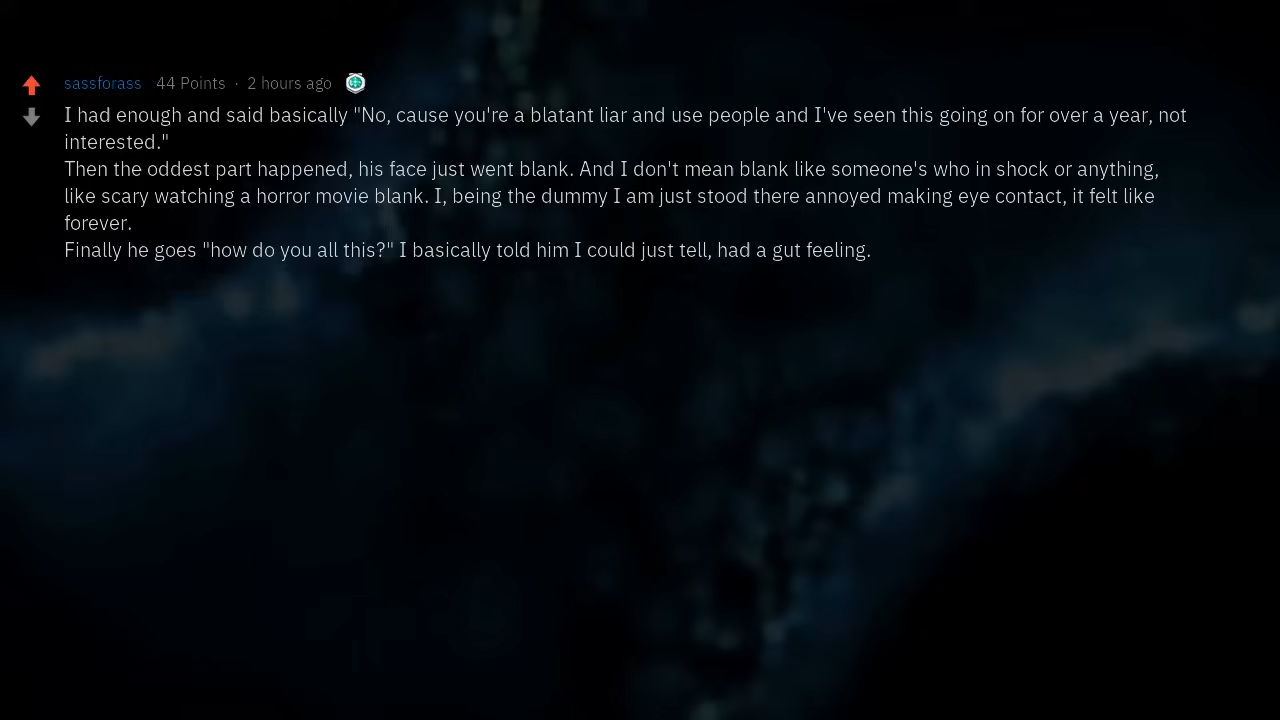 sassforass 44 Points · 2 hours ago
I had enough and said basically "No, cause you're a blatant liar and use people and I've seen this going on for over a year, not
interested."
Then the oddest part happened, his face just went blank. And I don't mean blank like someone's who in shock or anything,
like scary watching a horror movie blank. I, being the dummy I am just stood there annoyed making eye contact, it felt like
forever.
Finally he goes "how do you all this?" I basically told him I could just tell, had a gut feeling.